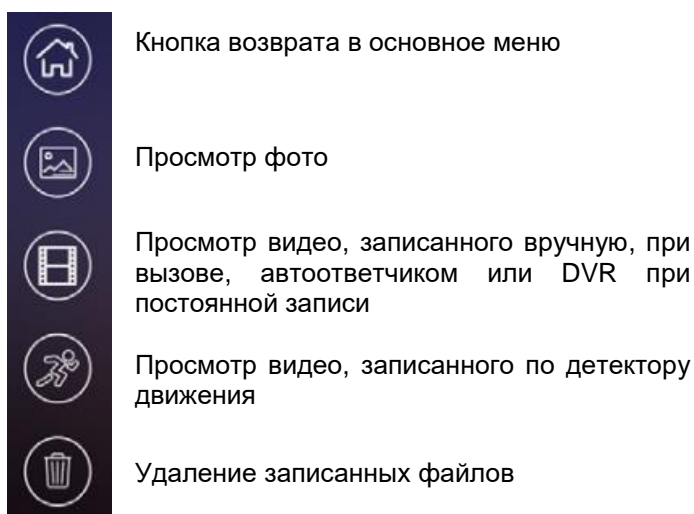 Кнопка возврата в основное меню
Просмотр фото
Просмотр видео, записанного вручную, при
вызове, автоответчиком или DVR при
постоянной записи
Просмотр видео, записанного по детектору
движения
Удаление записанных файлов